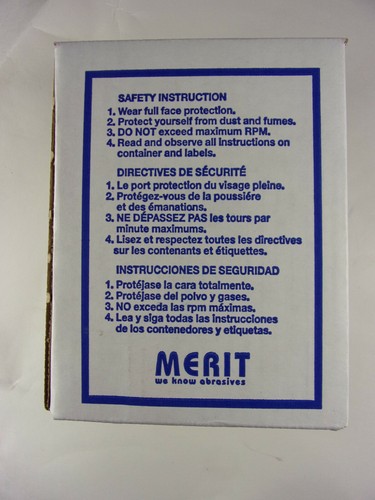 SAFETY INSTRUCTION
1. Wear full face protection.
2. Protect yourself from dust and fumes.
3. DO NOT exceed maximum RPM.
4. Read and observe all instructions on
container and labels.
DIRECTIVES DE SÉCURITÉ
1. Le port protection du visage pleine.
2. Protégez-vous de la poussiére
et des émanations.
3. NE DÉPASSEZ PAS les tours par
minute maximums.
4. Lisez et respectez toutes les directives
sur les contenants et étiquettes.
INSTRUCCIONES DE SEGURIDAD
1. Protéjase la cara totalmente.
2. Protéjase del polvo y gases.
3. NO exceda las rpm máximas.
4. Lea y siga todas las instrucciones
de los contenedores y etiquetas.
MERIT
we know abrasives